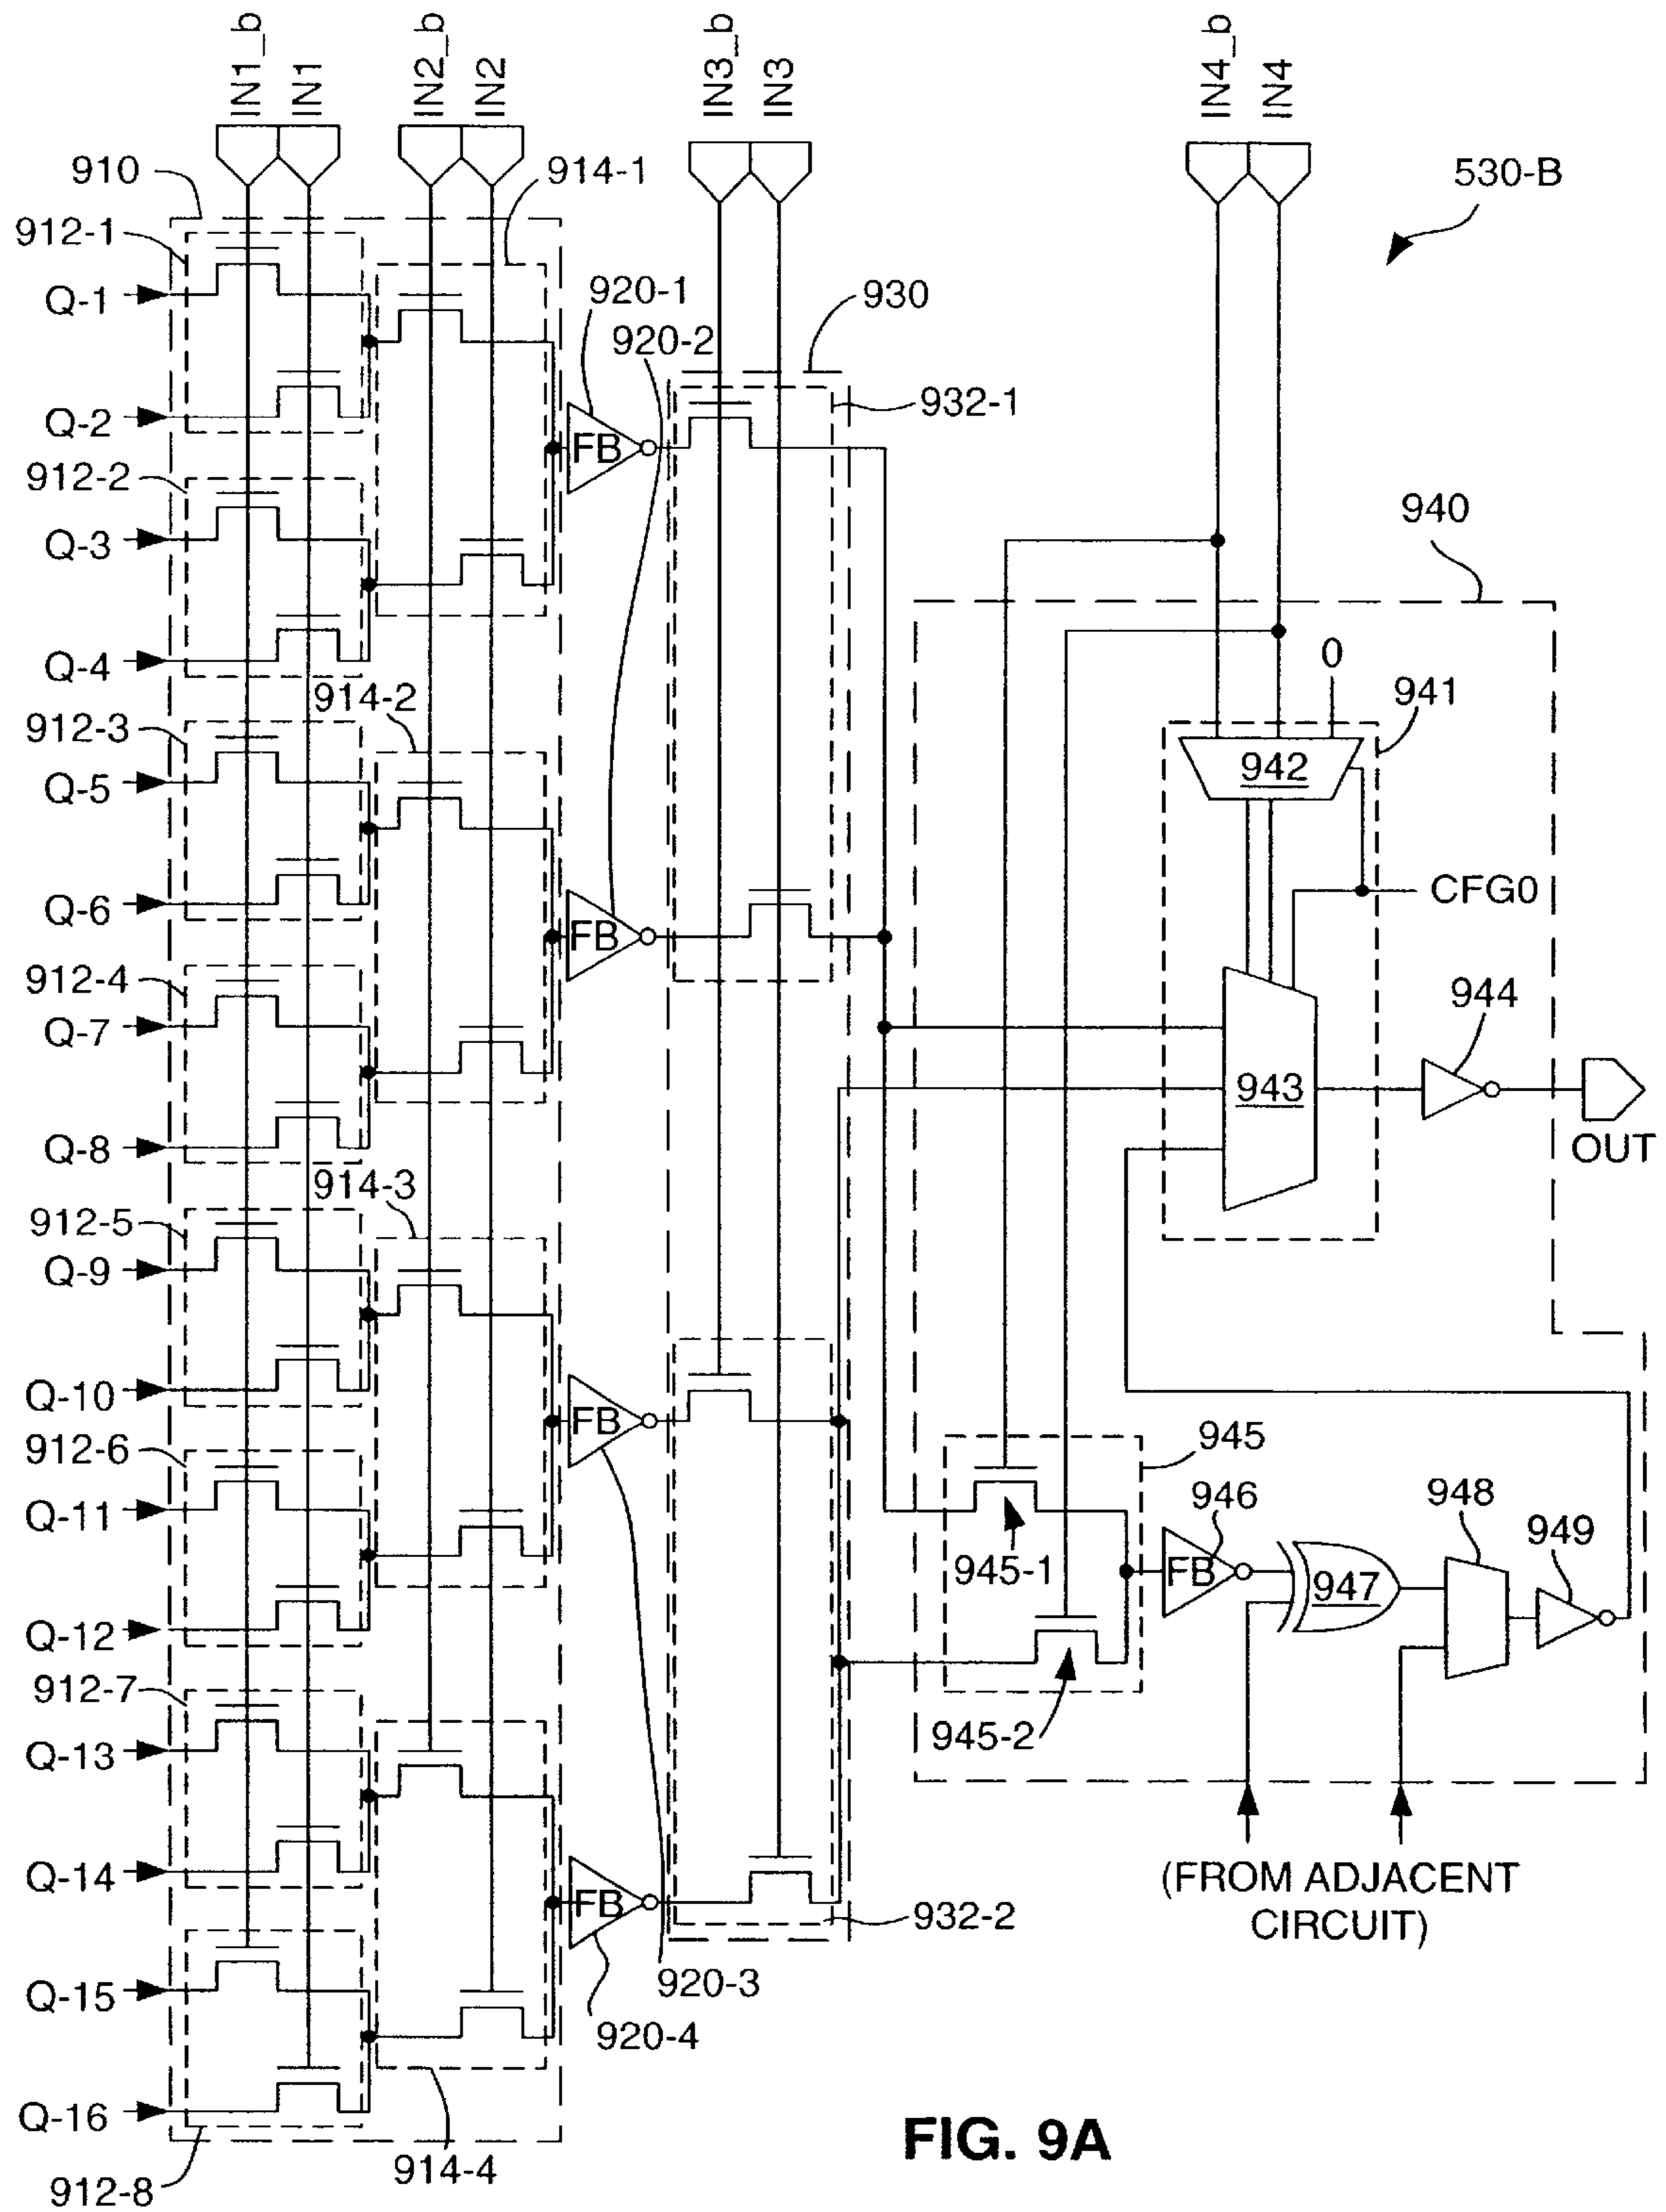 IN1_b
IN1
IN2_b
IN2
IN3_b
IN3
IN4_b
IN4
910
914-1
530-B
912-1
920-1
930
Q-1
920-2
932-1
Q-2
FB
912-2
940
Q-3
0
Q-4
941
914-2
912-3
942
Q-5
CFG0
Q-6
FB
912-4
944
Q-7
943
Q-8
OUT
914-3
912-5
Q-9
Q-10
FB
945
912-6
948
946
Q-11
949
945-1
FB
947
Q-12
912-7
945-2
Q-13
Q-14
FB
(FROM ADJACENT
CIRCUIT)
932-2
Q-15
920-3
920-4
Q-16
FIG. 9A
914-4
912-8